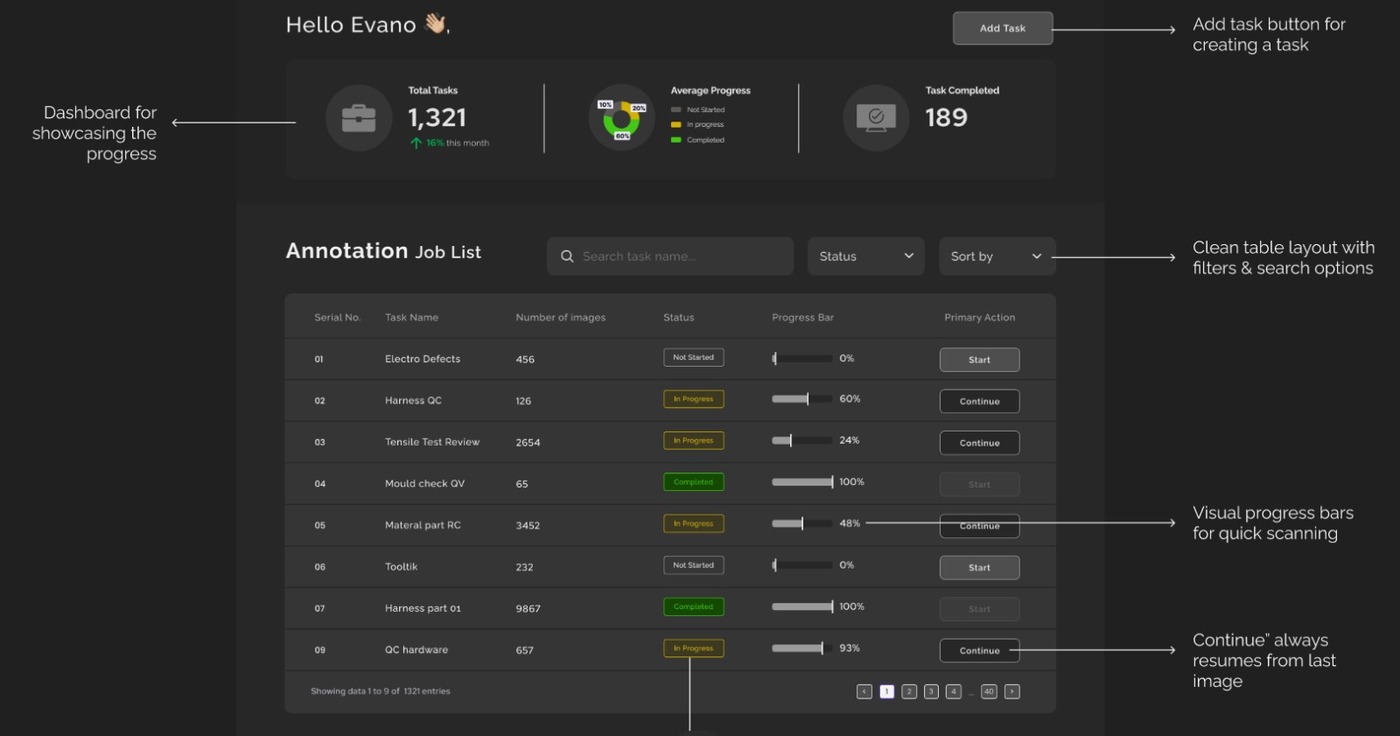 Hello Evano 👋,
Add Task
Add task button for
creating a task
Dashboard for
showcasing the
progress
Total Tasks
1,321
16% this month
10%
20%
60%
Average Progress
Not Started
In progress
Completed
Task Completed
189
Annotation Job List
Search task name...
Status
Sort by
Clean table layout with
filters & search options
Serial No. Task Name Number of images Status Progress Bar Primary Action
01 Electro Defects 456 Not Started 0% Start
02 Harness QC 126 In Progress 60% Continue
03 Tensile Test Review 2654 In Progress 24% Continue
04 Mould check QV 65 Completed 100% Start
05 Materal part RC 3452 In Progress 48% Continue
Visual progress bars
for quick scanning
06 Tooltik 232 Not Started 0% Start
07 Harness part 01 9867 Completed 100% Start
09 QC hardware 657 In Progress 93% Continue
Continue” always
resumes from last
image
Showing data 1 to 9 of 1321 entries
‹ 1 2 3 4 ... 40 ›